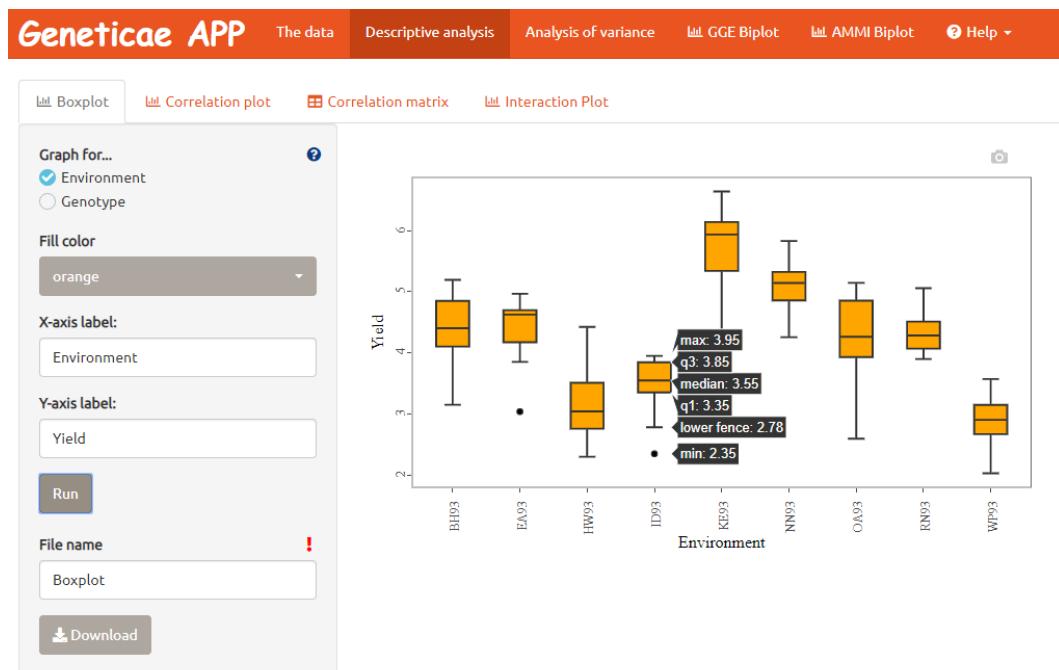 Geneticae APP The data Descriptive analysis Analysis of variance GGE Biplot AMMI Biplot Help
Boxplot Correlation plot Correlation matrix Interaction Plot
Graph for...
Environment
Genotype
Fill color
orange
X-axis label:
Environment
Y-axis label:
Yield
Run
File name
Boxplot
Download
Yield
6
5
4
3
2
max: 3.95
q3: 3.85
median: 3.55
q1: 3.35
lower fence: 2.78
min: 2.35
BH93 EA93 HW93 ID93 KE93 NN93 OA93 RN93 WP93
Environment